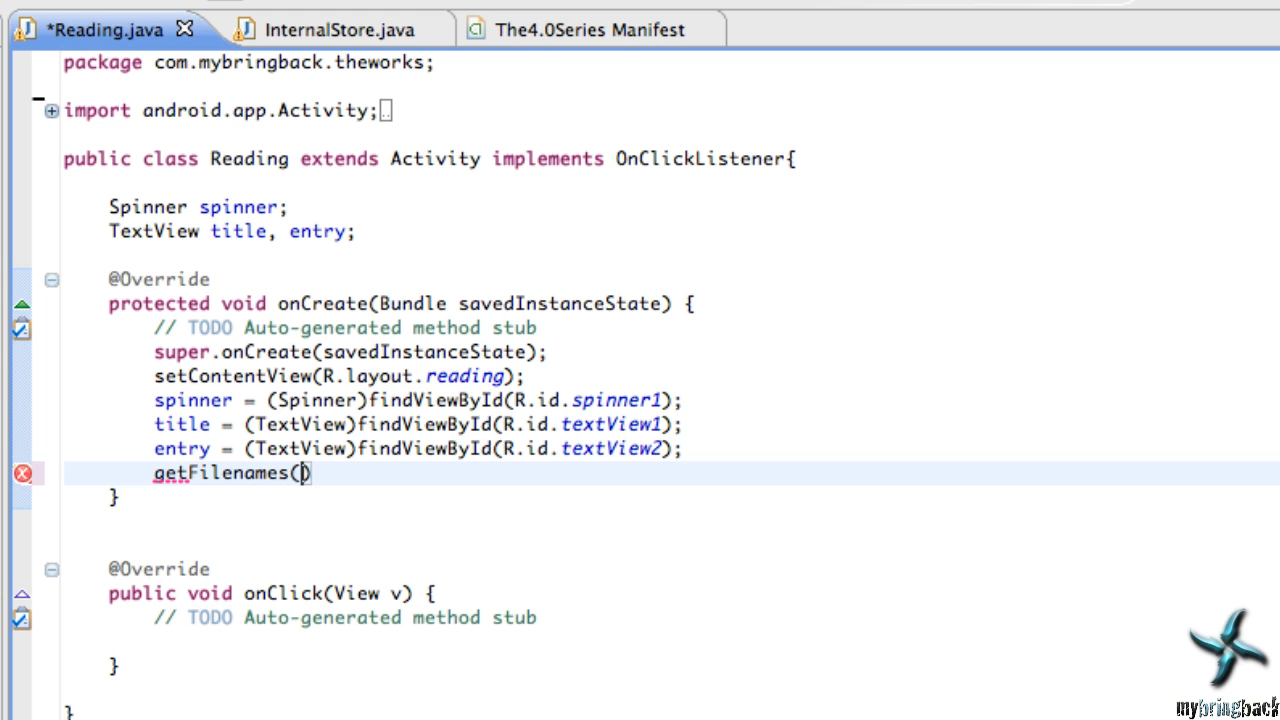 *Reading.java InternalStore.java The4.0Series Manifest
package com.mybringback.theworks;
import android.app.Activity;
public class Reading extends Activity implements OnClickListener{
Spinner spinner;
TextView title, entry;
@Override
protected void onCreate(Bundle savedInstanceState) {
// TODO Auto-generated method stub
super.onCreate(savedInstanceState);
setContentView(R.layout.reading);
spinner = (Spinner)findViewById(R.id.spinner1);
title = (TextView)findViewById(R.id.textView1);
entry = (TextView)findViewById(R.id.textView2);
getFilenames()
}
@Override
public void onClick(View v) {
// TODO Auto-generated method stub
}
}
mybringback